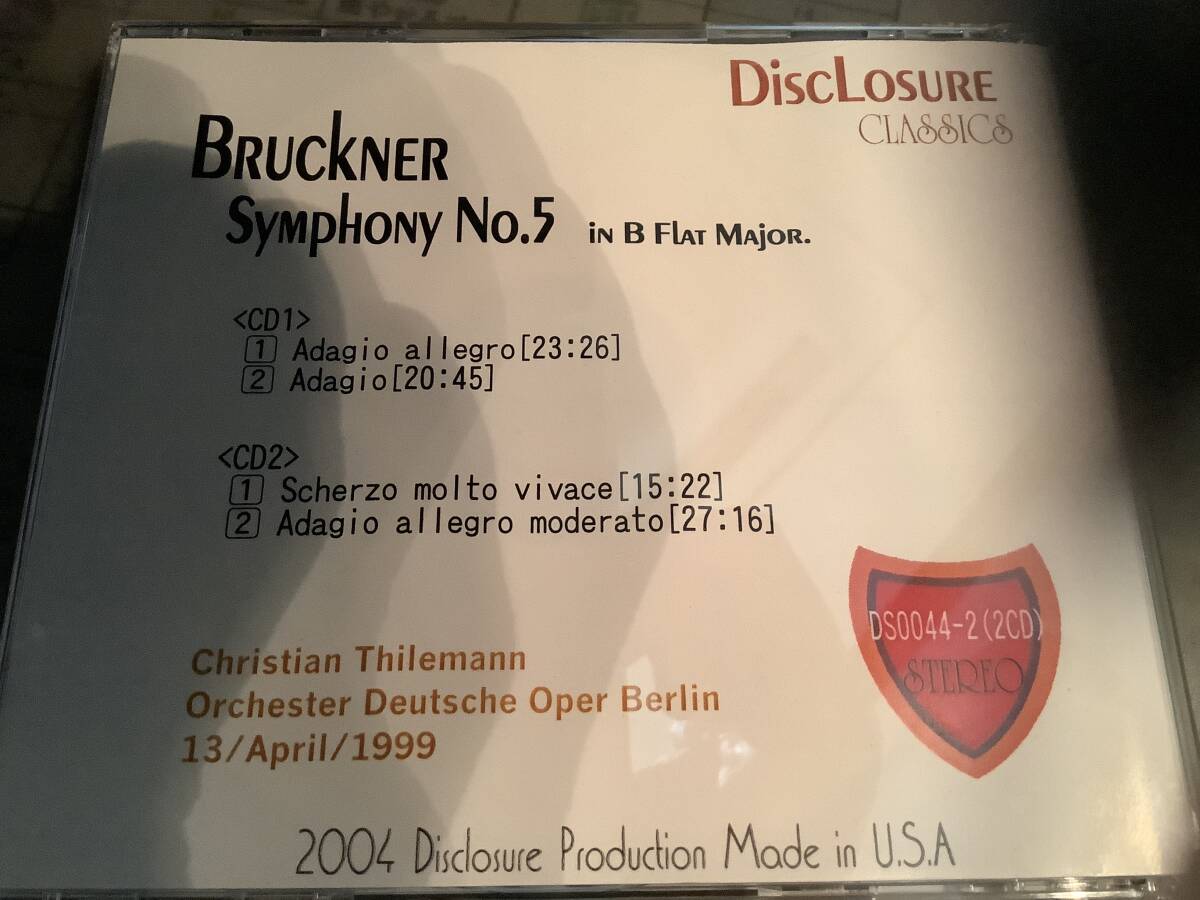 DiscLosure
CLASSICS
Bruckner
Symphony No.5 in B Flat Major.
<CD1>
1 Adagio allegro[23:26]
2 Adagio[20:45]
<CD2>
1 Scherzo molto vivace[15:22]
2 Adagio allegro moderato[27:16]
DS0044-2(2CD)
STEREO
Christian Thilemann
Orchester Deutsche Oper Berlin
13/April/1999
2004 Disclosure Production Made in U.S.A